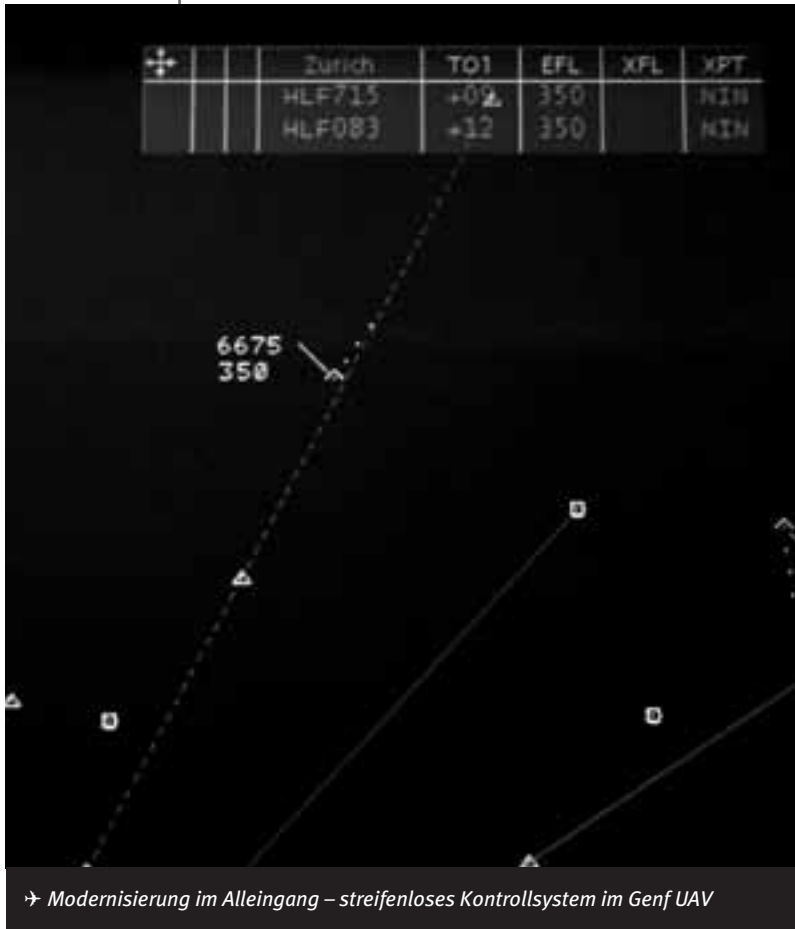 Zurich TO1 EFL XFL XPT
HLF715 +09 350 NIN
HLF083 +12 350 NIN
6675
350
✈ Modernisierung im Alleingang – streifenloses Kontrollsystem im Genf UAV